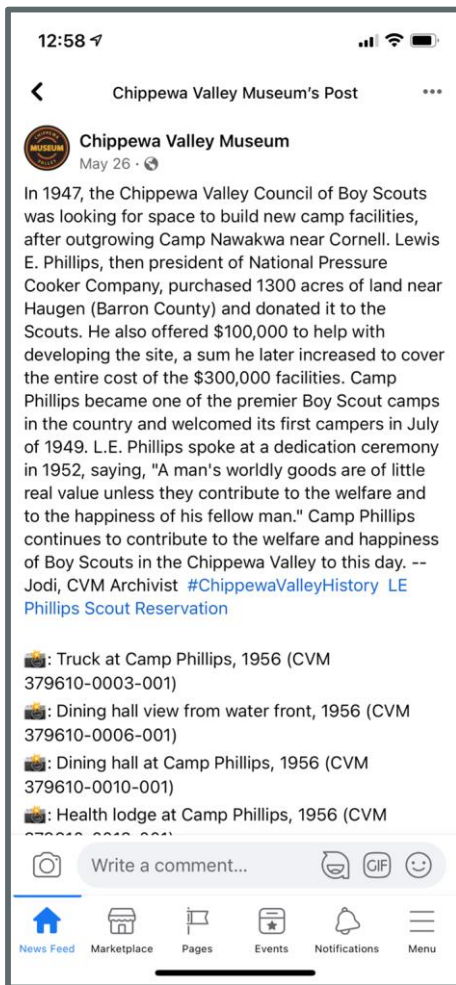 12:58
Chippewa Valley Museum's Post
CHIPPEWA
MUSEUM
VALLEY
Chippewa Valley Museum
May 26 ·
In 1947, the Chippewa Valley Council of Boy Scouts
was looking for space to build new camp facilities,
after outgrowing Camp Nawakwa near Cornell. Lewis
E. Phillips, then president of National Pressure
Cooker Company, purchased 1300 acres of land near
Haugen (Barron County) and donated it to the
Scouts. He also offered $100,000 to help with
developing the site, a sum he later increased to cover
the entire cost of the $300,000 facilities. Camp
Phillips became one of the premier Boy Scout camps
in the country and welcomed its first campers in July
of 1949. L.E. Phillips spoke at a dedication ceremony
in 1952, saying, "A man's worldly goods are of little
real value unless they contribute to the welfare and
to the happiness of his fellow man." Camp Phillips
continues to contribute to the welfare and happiness
of Boy Scouts in the Chippewa Valley to this day. --
Jodi, CVM Archivist #ChippewaValleyHistory LE
Phillips Scout Reservation
📸: Truck at Camp Phillips, 1956 (CVM
379610-0003-001)
📸: Dining hall view from water front, 1956 (CVM
379610-0006-001)
📸: Dining hall at Camp Phillips, 1956 (CVM
379610-0010-001)
📸: Health lodge at Camp Phillips, 1956 (CVM
Write a comment...
GIF
News Feed Marketplace Pages Events Notifications Menu